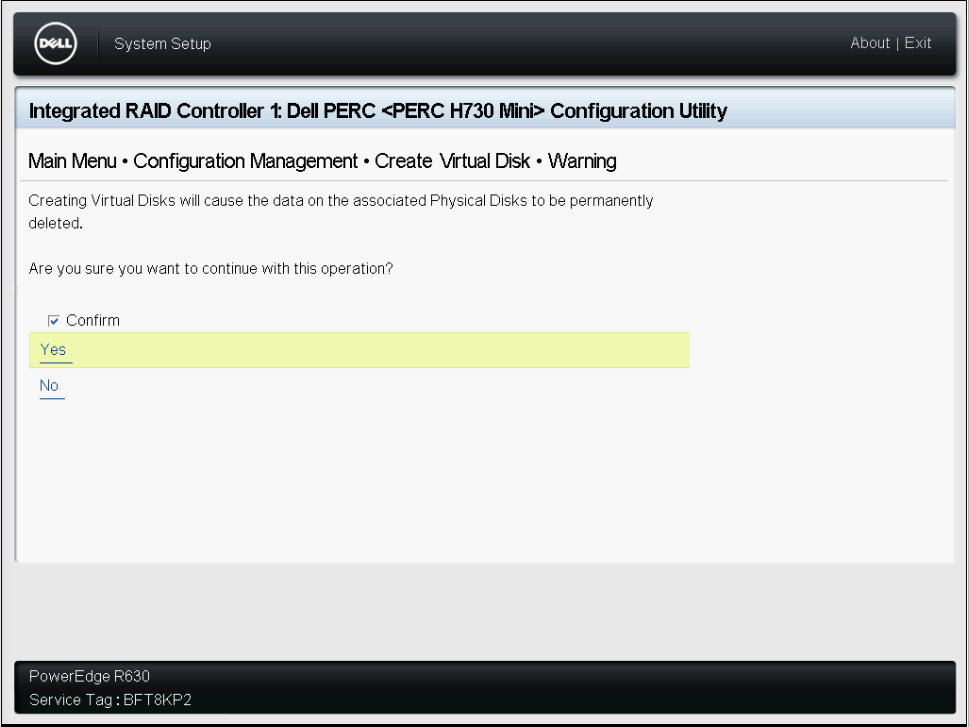 DELL
System Setup
About | Exit
Integrated RAID Controller 1: Dell PERC <PERC H730 Mini> Configuration Utility
Main Menu • Configuration Management • Create Virtual Disk • Warning
Creating Virtual Disks will cause the data on the associated Physical Disks to be permanently
deleted.
Are you sure you want to continue with this operation?
Confirm
Yes
No
PowerEdge R630
Service Tag : BFT8KP2